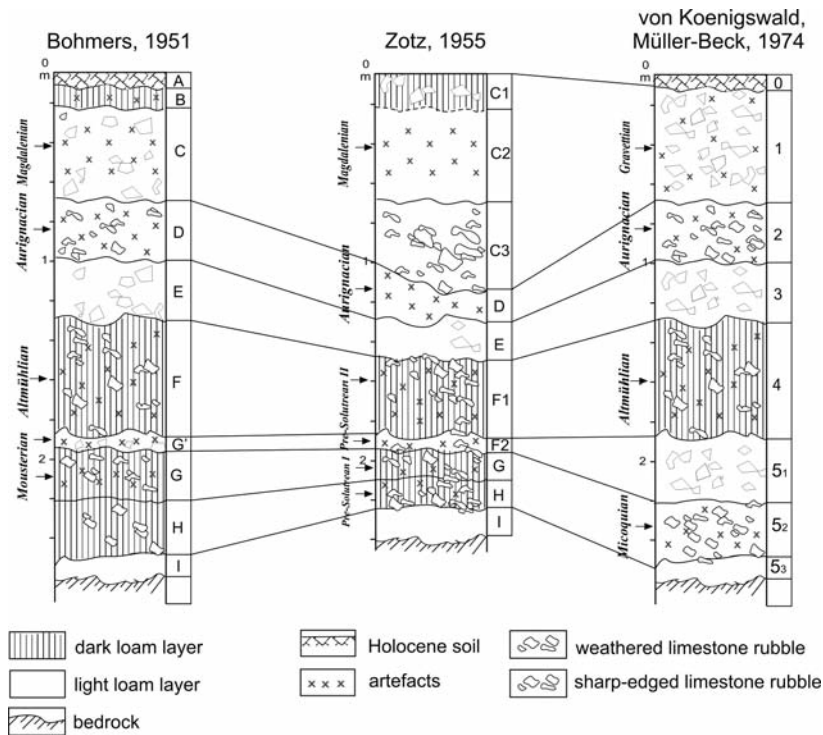 Bohmers, 1951
0
m
A
B
C
D
E
F
G'
G
H
I
1
2
Magdalenian
Aurignacian
Altmühlian
Mousterian
Zotz, 1955
0
m
C1
C2
C3
D
E
F1
F2
G
H
I
1
2
Magdalenian
Aurignacian
Pre-Solutrean II
Pre-Solutrean I
von Koenigswald,
Müller-Beck, 1974
0
m
0
1
2
3
4
5₁
5₂
5₃
1
2
Gravettian
Aurignacian
Altmühlian
Micoquian
dark loam layer
light loam layer
bedrock
Holocene soil
artefacts
weathered limestone rubble
sharp-edged limestone rubble